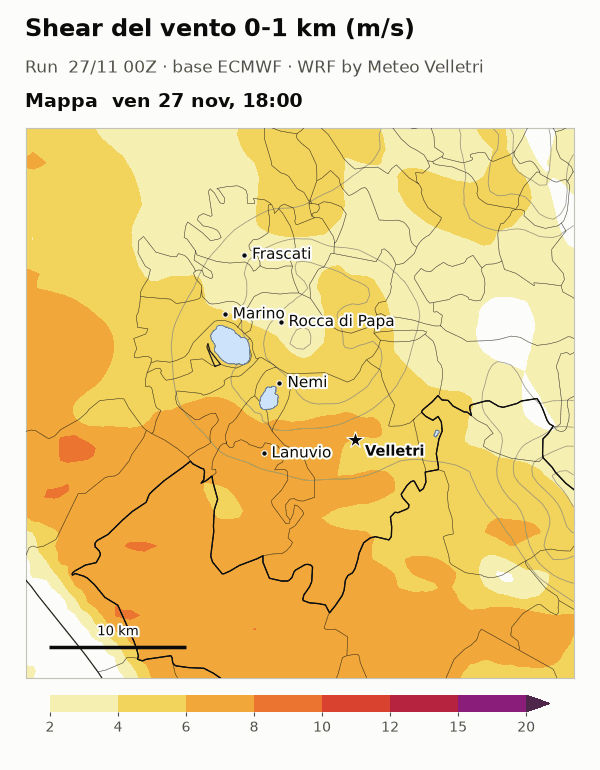 Shear del vento 0-1 km (m/s)
Run  27/11 00Z · base ECMWF · WRF by Meteo Velletri
Mappa  ven 27 nov, 18:00
Frascati
Marino
Rocca di Papa
Nemi
Velletri
Lanuvio
10 km
2 4 6 8 10 12 15 20